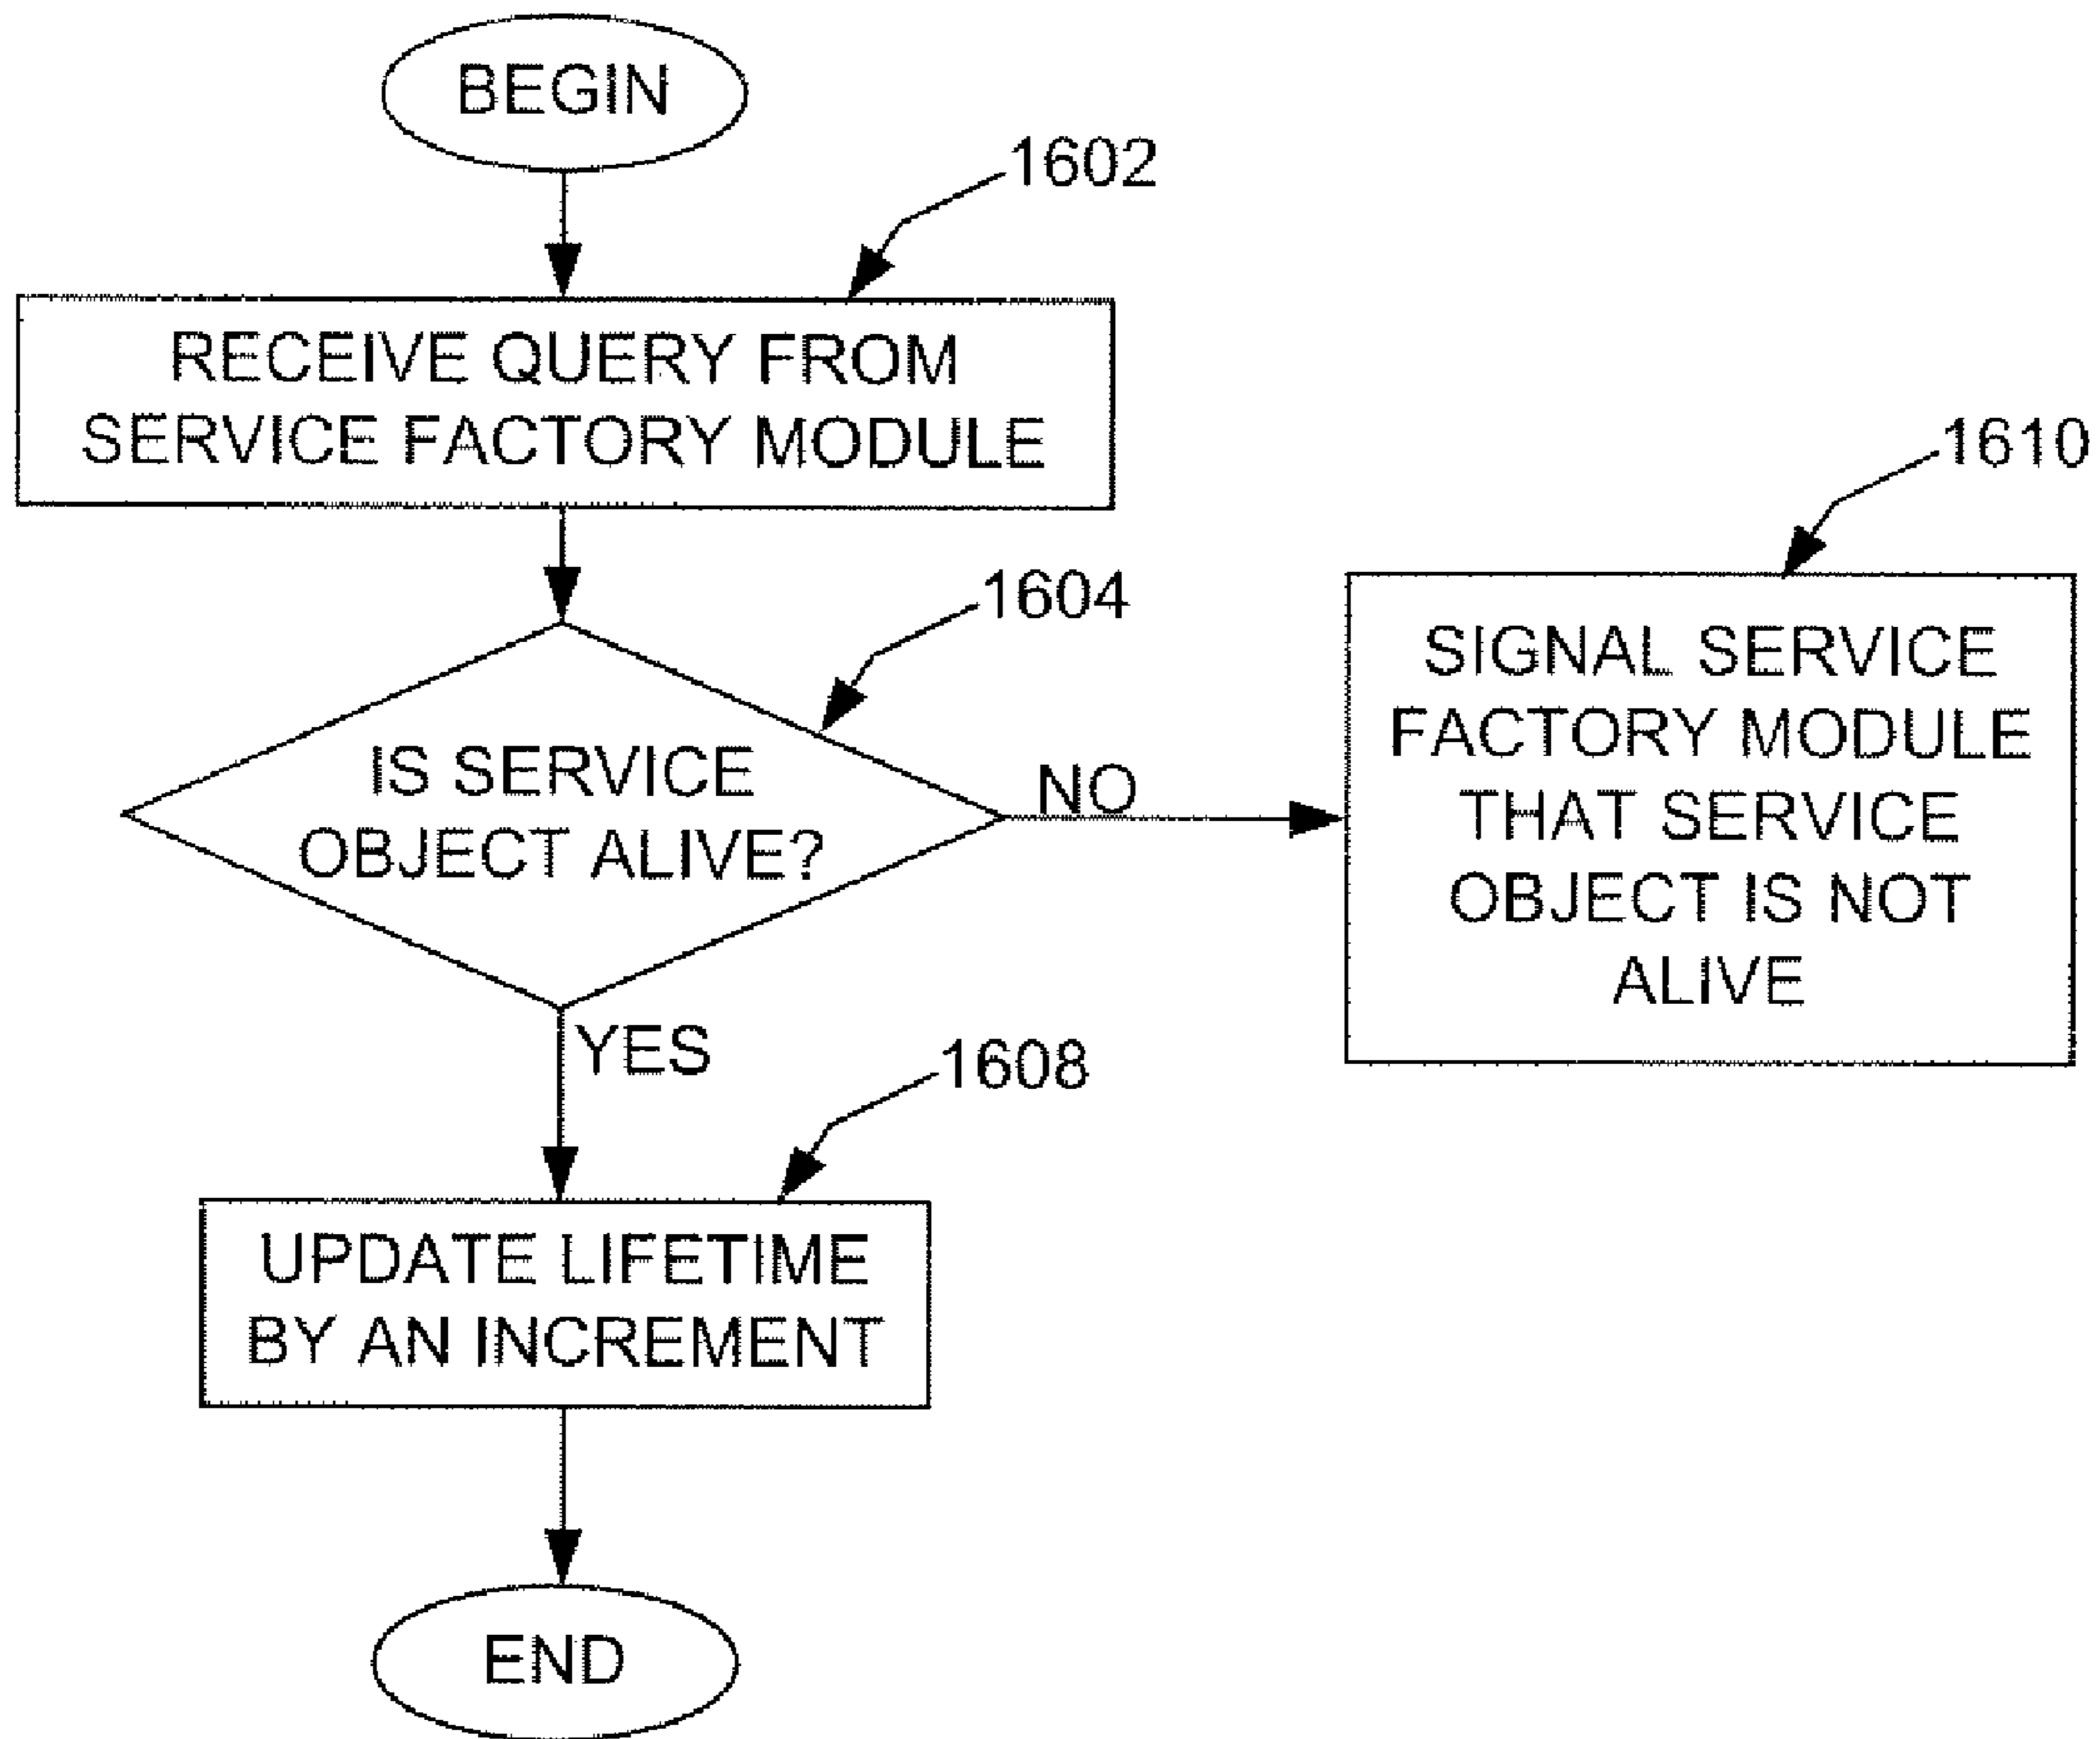 BEGIN
1602
RECEIVE QUERY FROM
SERVICE FACTORY MODULE
1604
IS SERVICE
OBJECT ALIVE?
NO
1610
SIGNAL SERVICE
FACTORY MODULE
THAT SERVICE
OBJECT IS NOT
ALIVE
YES
1608
UPDATE LIFETIME
BY AN INCREMENT
END